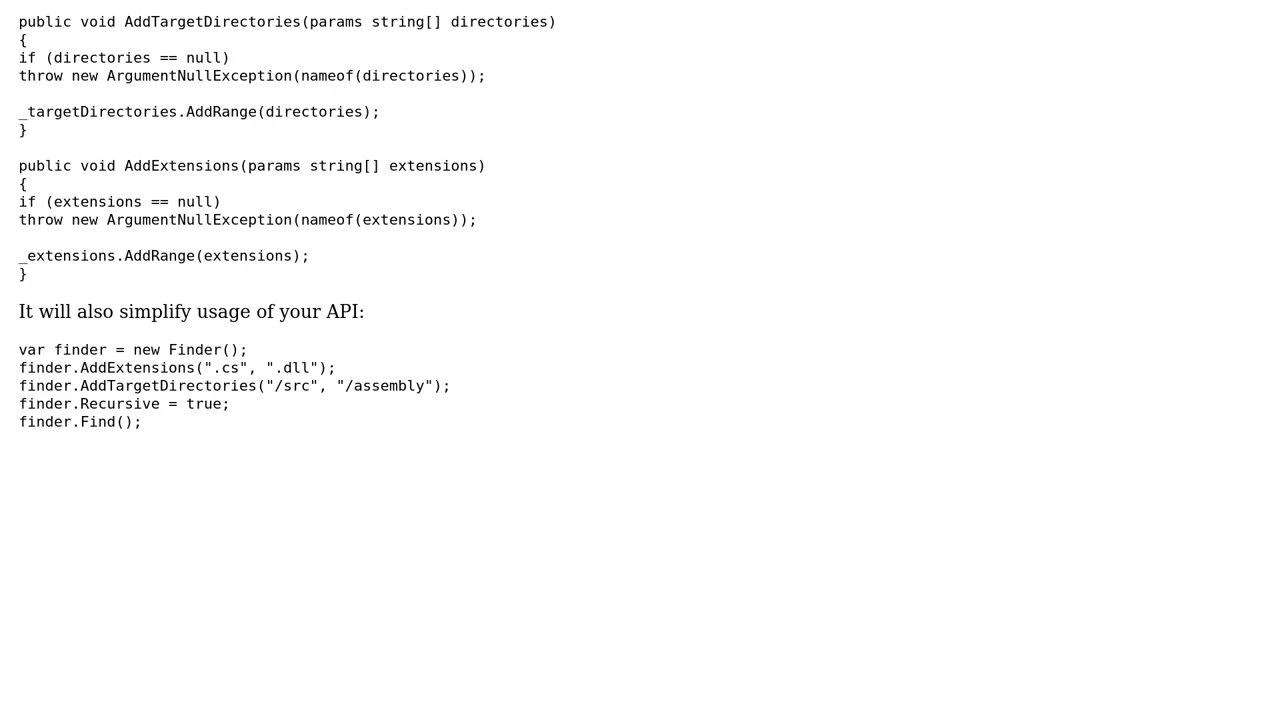 public void AddTargetDirectories(params string[] directories)
{
if (directories == null)
throw new ArgumentNullException(nameof(directories));

_targetDirectories.AddRange(directories);
}

public void AddExtensions(params string[] extensions)
{
if (extensions == null)
throw new ArgumentNullException(nameof(extensions));

_extensions.AddRange(extensions);
}

It will also simplify usage of your API:

var finder = new Finder();
finder.AddExtensions(".cs", ".dll");
finder.AddTargetDirectories("/src", "/assembly");
finder.Recursive = true;
finder.Find();